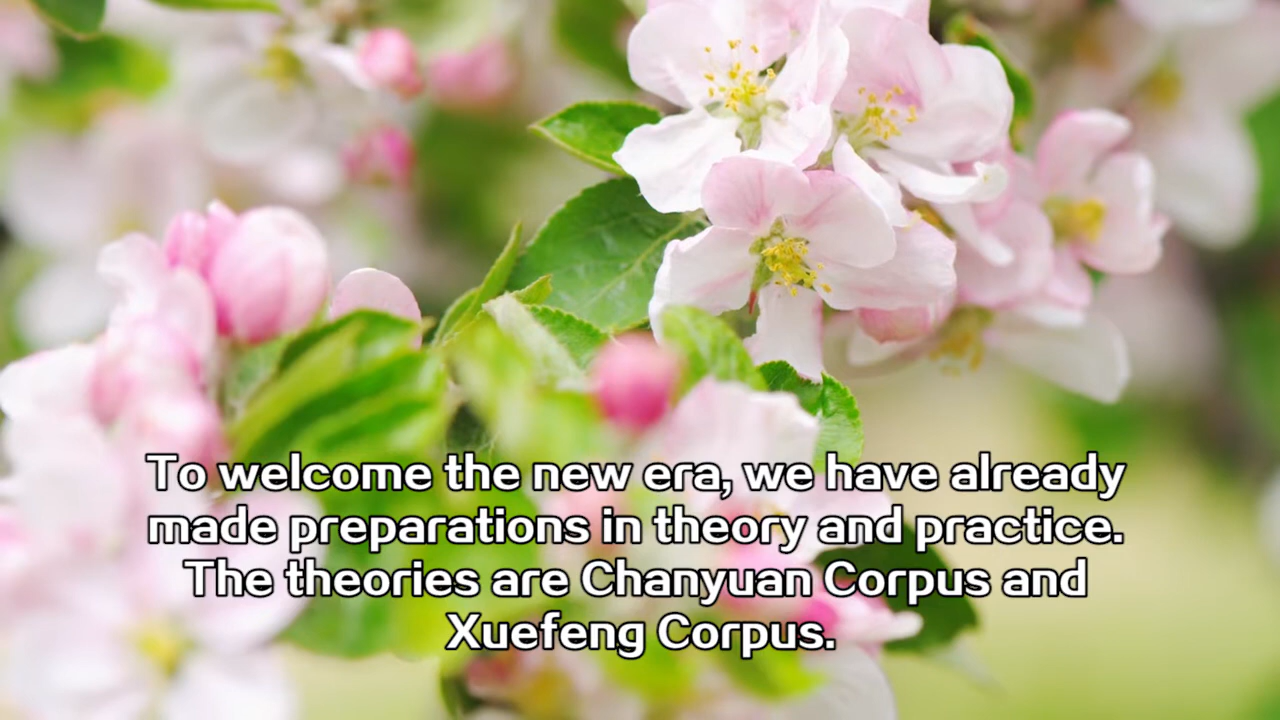 To welcome the new era, we have already
made preparations in theory and practice.
The theories are Chanyuan Corpus and
Xuefeng Corpus.